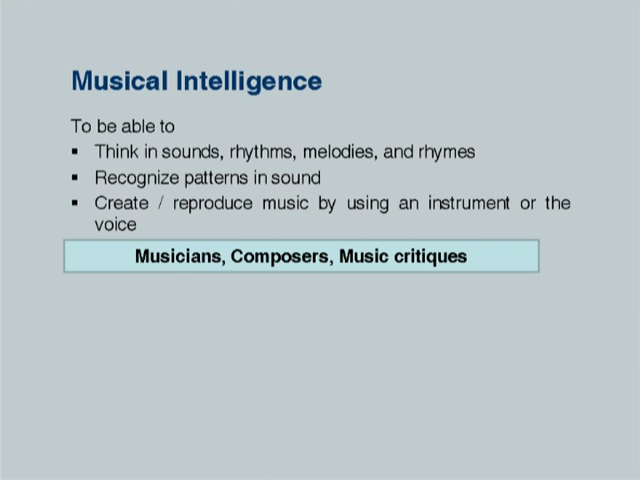 Musical Intelligence
To be able to
▪ Think in sounds, rhythms, melodies, and rhymes
▪ Recognize patterns in sound
▪ Create / reproduce music by using an instrument or the
voice
Musicians, Composers, Music critiques